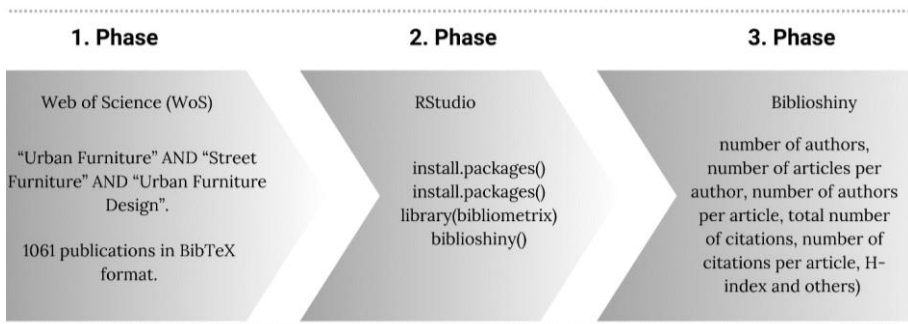 1. Phase
2. Phase
3. Phase
Web of Science (WoS)
“Urban Furniture” AND “Street
Furniture” AND “Urban Furniture
Design”.
1061 publications in BibTeX
format.
RStudio
install.packages()
install.packages()
library(bibliometrix)
biblioshiny()
Biblioshiny
number of authors,
number of articles per
author, number of authors
per article, total number
of citations, number of
citations per article, H-
index and others)